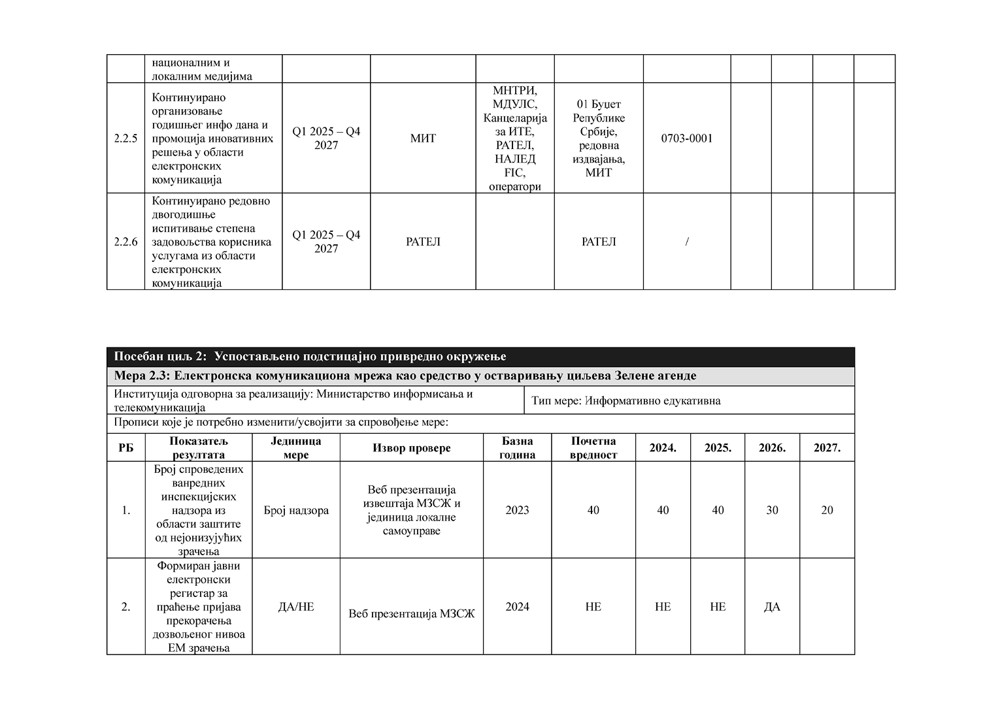 националним и
локалним медијима
2.2.5
Континуирано
организовање
годишњег инфо дана и
промоција иновативних
решења у области
електронских
комуникација
Q1 2025 – Q4
2027
МИТ
МНТРИ,
МДУЛС,
Канцеларија
за ИТЕ,
РАТЕЛ,
НАЛЕД
FIC,
оператори
01 Буџет
Републике
Србије,
редовна
издвајања,
МИТ
0703-0001
2.2.6
Континуирано редовно
двогодишње
испитивање степена
задовољства корисника
услугама из области
електронских
комуникација
Q1 2025 – Q4
2027
РАТЕЛ
РАТЕЛ
/
Посебан циљ 2: Успостављено подстицајно привредно окружење
Мера 2.3: Електронска комуникациона мрежа као средство у остваривању циљева Зелене агенде
Институција одговорна за реализацију: Министарство информисања и
телекомуникација
Тип мере: Информативно едукативна
Прописи које је потребно изменити/усвојити за спровођење мере:
РБ
Показатељ
резултата
Јединица
мере
Извор провере
Базна
година
Почетна
вредност
2024.
2025.
2026.
2027.
1.
Број спроведених
ванредних
инспекцијских
надзора из
области заштите
од нејонизујућих
зрачења
Број надзора
Веб презентација
извештаја МЗСЖ и
јединица локалне
самоуправе
2023
40
40
40
30
20
2.
Формиран јавни
електронски
регистар за
праћење пријава
прекорачења
дозвољеног нивоа
ЕМ зрачења
ДА/НЕ
Веб презентација МЗСЖ
2024
НЕ
НЕ
НЕ
ДА